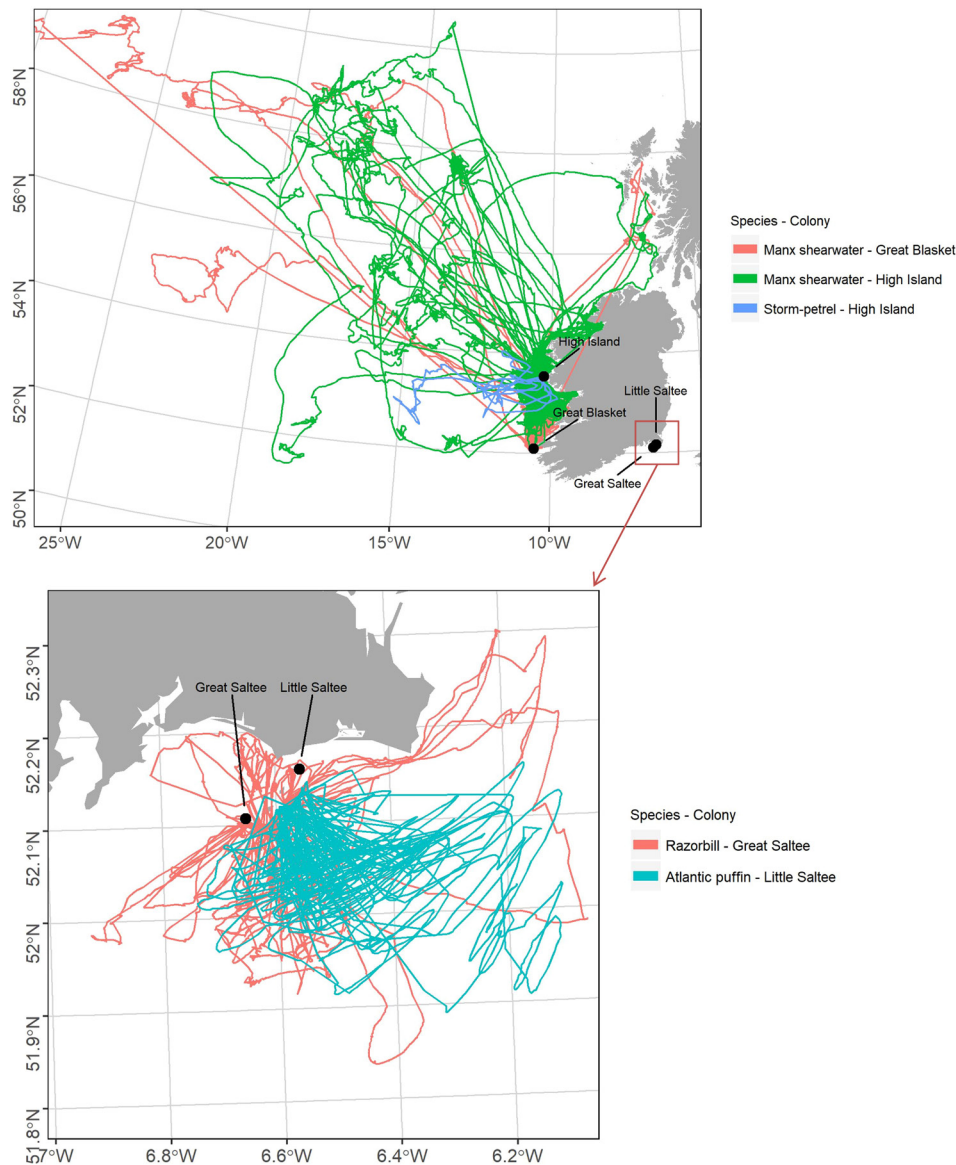 58°N
56°N
54°N
52°N
50°N
25°W
20°W
15°W
10°W
High Island
Great Blasket
Little Saltee
Great Saltee
Species - Colony
Manx shearwater - Great Blasket
Manx shearwater - High Island
Storm-petrel - High Island
52.3°N
52.2°N
52.1°N
52°N
51.9°N
51.8°N
7°W
6.8°W
6.6°W
6.4°W
6.2°W
Great Saltee
Little Saltee
Species - Colony
Razorbill - Great Saltee
Atlantic puffin - Little Saltee